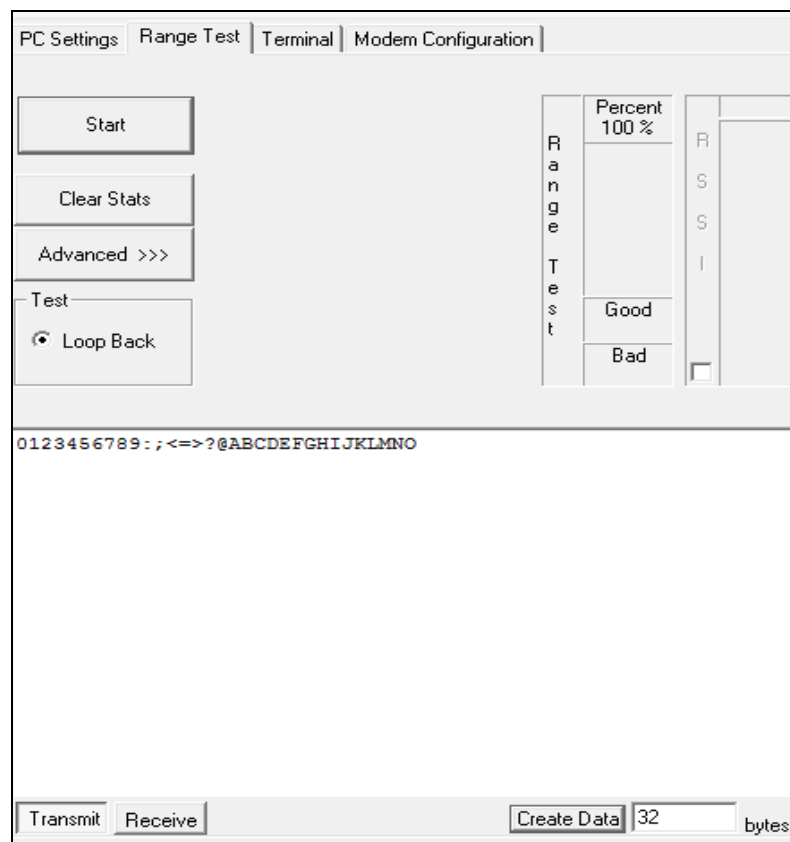 PC Settings Range Test Terminal Modem Configuration
Start
Clear Stats
Advanced >>>
Test
Loop Back
Range Test
Percent
100 %
Good
Bad
RSSI
0123456789:;<=>?@ABCDEFGHIJKLMNO
Transmit Receive Create Data 32 bytes